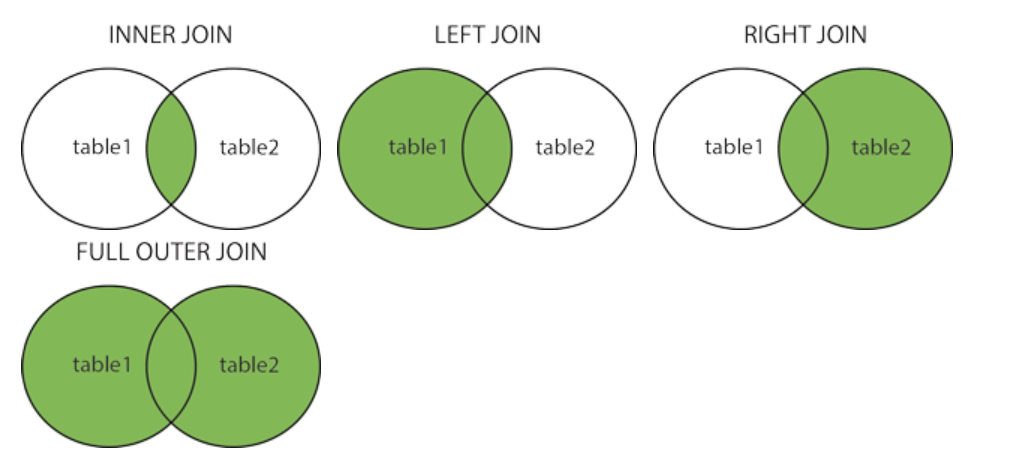 INNER JOIN
LEFT JOIN
RIGHT JOIN
table1
table2
table1
table2
table1
table2
FULL OUTER JOIN
table1
table2